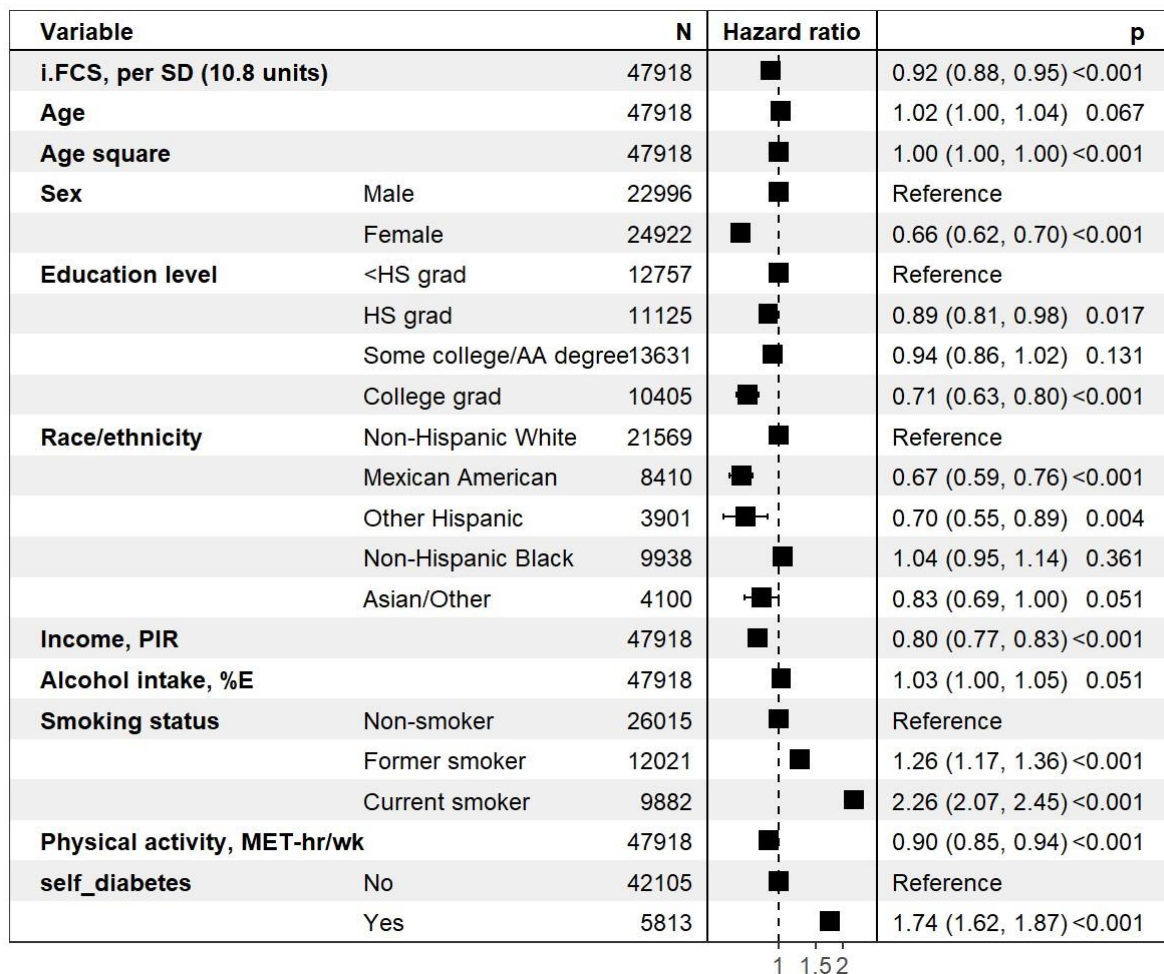 Variable N Hazard ratio p
i.FCS, per SD (10.8 units) 47918 0.92 (0.88, 0.95) <0.001
Age 47918 1.02 (1.00, 1.04) 0.067
Age square 47918 1.00 (1.00, 1.00) <0.001
Sex Male 22996 Reference
Female 24922 0.66 (0.62, 0.70) <0.001
Education level <HS grad 12757 Reference
HS grad 11125 0.89 (0.81, 0.98) 0.017
Some college/AA degree 13631 0.94 (0.86, 1.02) 0.131
College grad 10405 0.71 (0.63, 0.80) <0.001
Race/ethnicity Non-Hispanic White 21569 Reference
Mexican American 8410 0.67 (0.59, 0.76) <0.001
Other Hispanic 3901 0.70 (0.55, 0.89) 0.004
Non-Hispanic Black 9938 1.04 (0.95, 1.14) 0.361
Asian/Other 4100 0.83 (0.69, 1.00) 0.051
Income, PIR 47918 0.80 (0.77, 0.83) <0.001
Alcohol intake, %E 47918 1.03 (1.00, 1.05) 0.051
Smoking status Non-smoker 26015 Reference
Former smoker 12021 1.26 (1.17, 1.36) <0.001
Current smoker 9882 2.26 (2.07, 2.45) <0.001
Physical activity, MET-hr/wk 47918 0.90 (0.85, 0.94) <0.001
self_diabetes No 42105 Reference
Yes 5813 1.74 (1.62, 1.87) <0.001
1 1.5 2